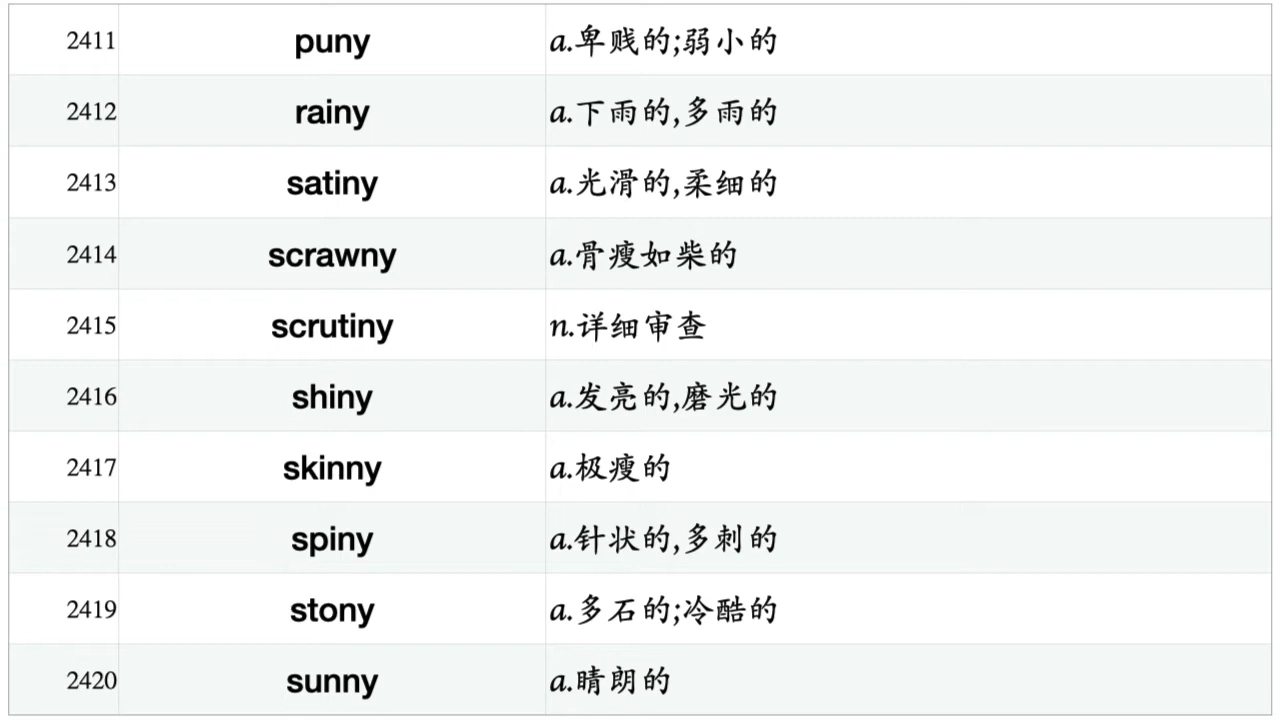 2411 puny a.卑贱的;弱小的
2412 rainy a.下雨的,多雨的
2413 satiny a.光滑的,柔细的
2414 scrawny a.骨瘦如柴的
2415 scrutiny n.详细审查
2416 shiny a.发亮的,磨光的
2417 skinny a.极瘦的
2418 spiny a.针状的,多刺的
2419 stony a.多石的;冷酷的
2420 sunny a.晴朗的